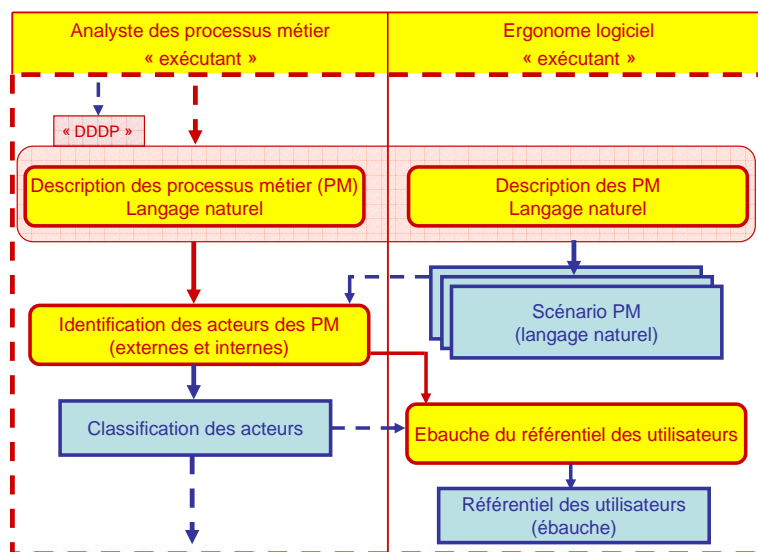 Analyste des processus métier
« exécutant »
Ergonome logiciel
« exécutant »
« DDDP »
Description des processus métier (PM)
Langage naturel
Description des PM
Langage naturel
Scénario PM
(langage naturel)
Identification des acteurs des PM
(externes et internes)
Classification des acteurs
Ebauche du référentiel des utilisateurs
Référentiel des utilisateurs
(ébauche)